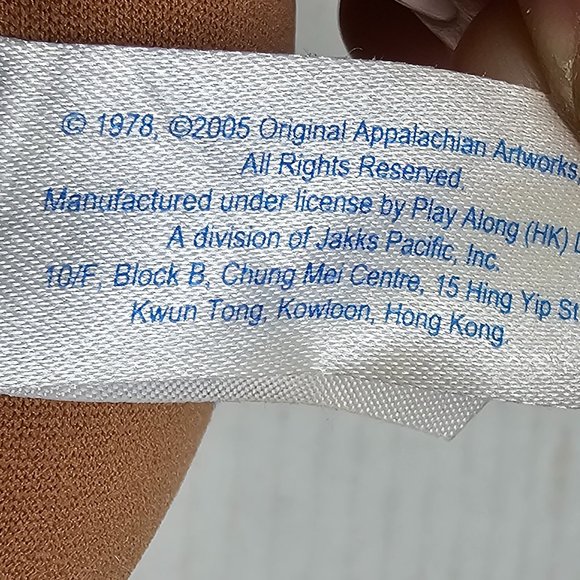 © 1978, ©2005 Original Appalachian Artworks,
All Rights Reserved.
Manufactured under license by Play Along (HK)
A division of Jakks Pacific, Inc.
10/F, Block B, Chung Mei Centre, 15 Hing Yip St
Kwun Tong, Kowloon, Hong Kong.